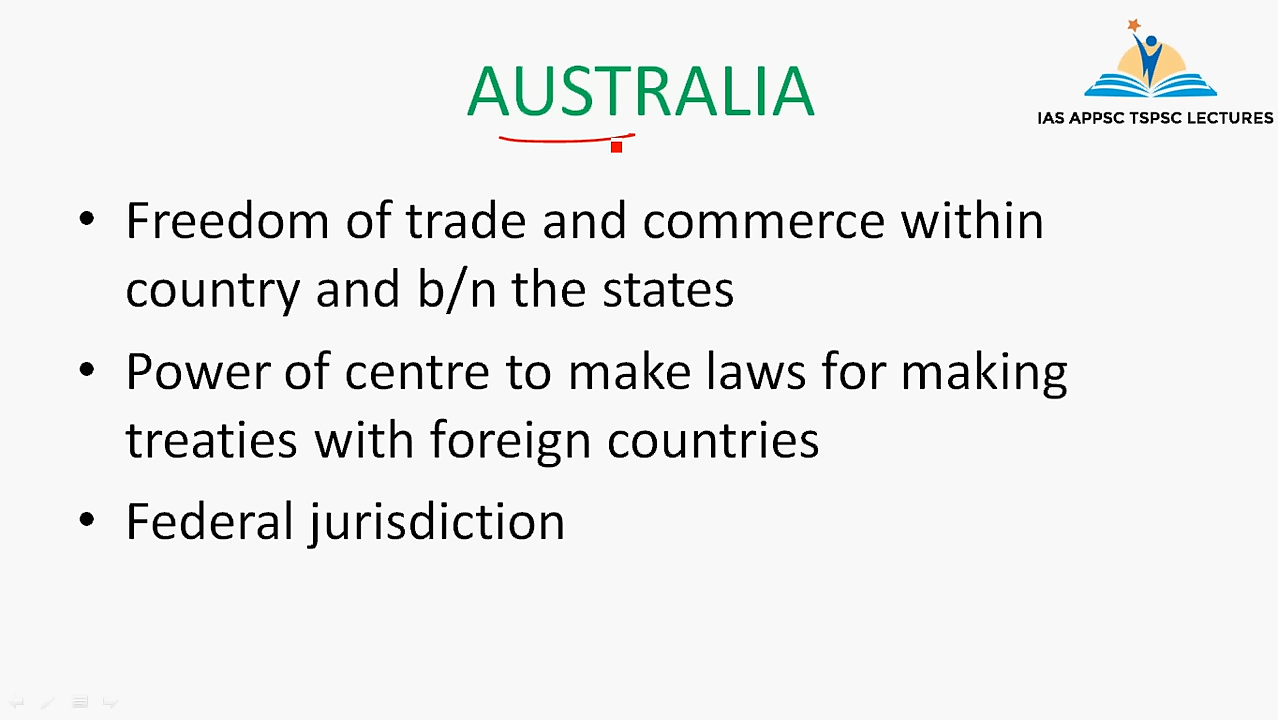 AUSTRALIA
IAS APPSC TSPSC LECTURES
• Freedom of trade and commerce within
country and b/n the states
• Power of centre to make laws for making
treaties with foreign countries
• Federal jurisdiction